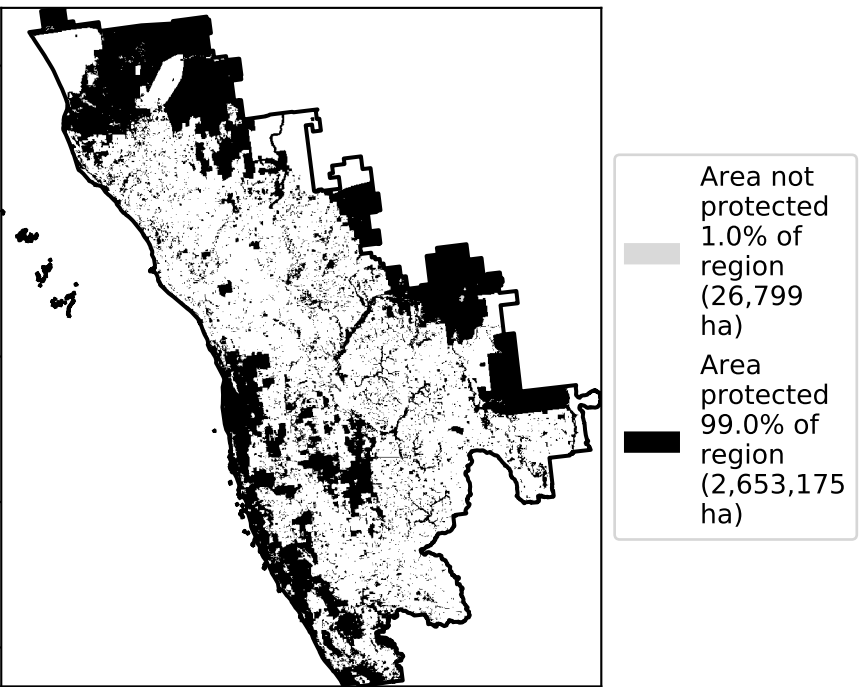 Area not
protected
1.0% of
region
(26,799
ha)
Area
protected
99.0% of
region
(2,653,175
ha)